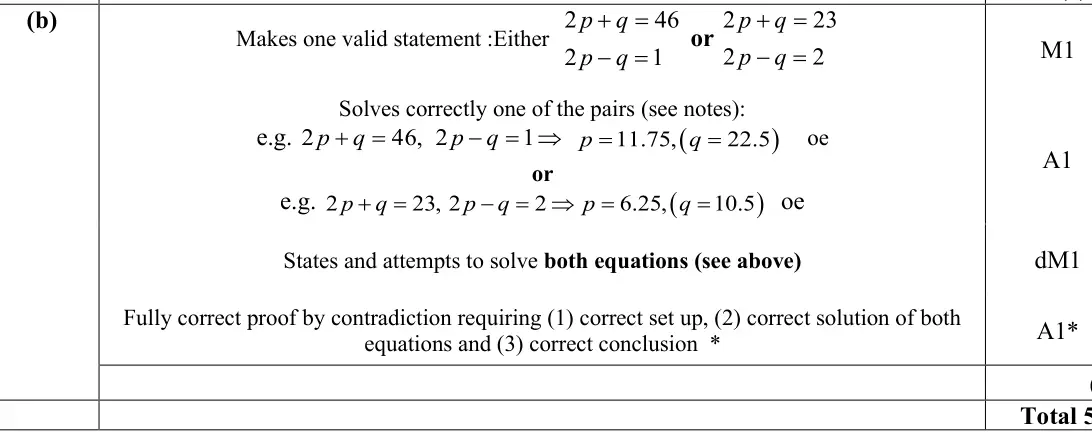 (b)
Makes one valid statement :Either 2p + q = 46 2p − q = 1 or 2p + q = 23 2p − q = 2
M1
Solves correctly one of the pairs (see notes):
e.g. 2p + q = 46, 2p − q = 1 ⇒ p = 11.75, (q = 22.5) oe
or
e.g. 2p + q = 23, 2p − q = 2 ⇒ p = 6.25, (q = 10.5) oe
A1
States and attempts to solve both equations (see above)
dM1
Fully correct proof by contradiction requiring (1) correct set up, (2) correct solution of both
equations and (3) correct conclusion *
A1*
(
Total 5